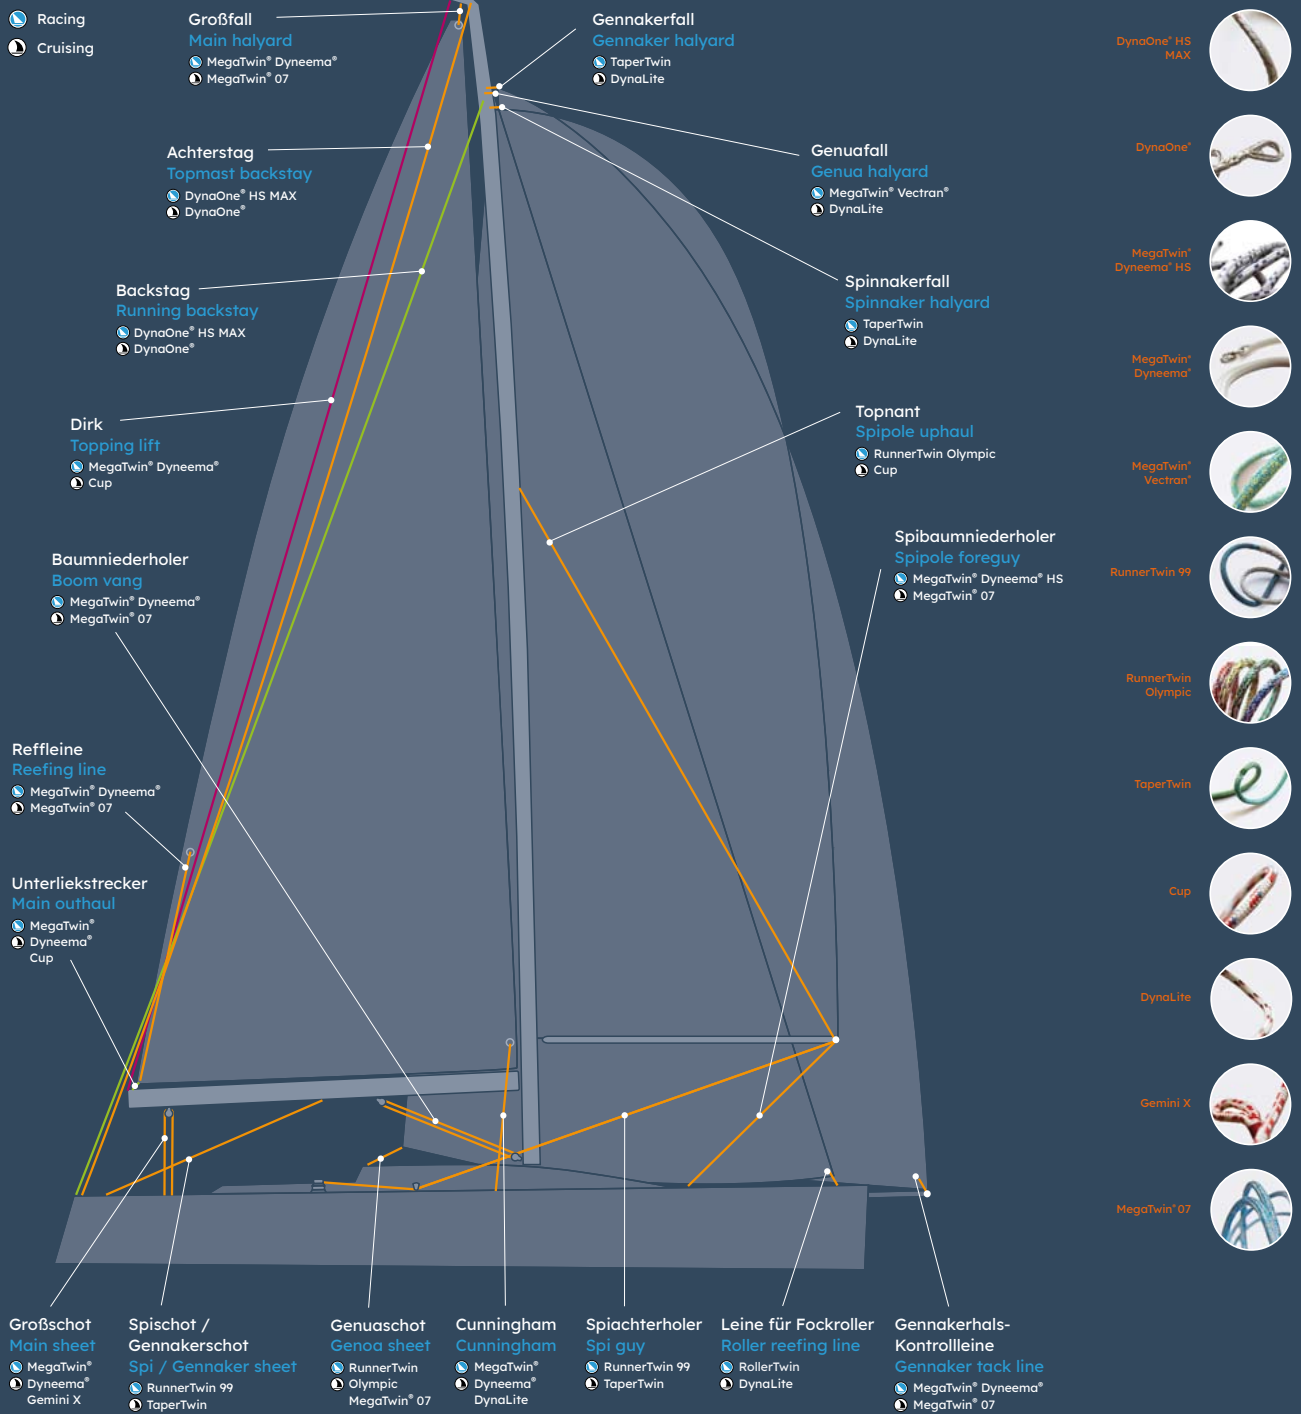 Racing
Cruising
Großfall
Main halyard
MegaTwin® Dyneema®
MegaTwin® 07
Gennakerfall
Gennaker halyard
TaperTwin
DynaLite
Achterstag
Topmast backstay
DynaOne® HS MAX
DynaOne®
Genuafall
Genua halyard
MegaTwin® Vectran®
DynaLite
Backstag
Running backstay
DynaOne® HS MAX
DynaOne®
Spinnakerfall
Spinnaker halyard
TaperTwin
DynaLite
Dirk
Topping lift
MegaTwin® Dyneema®
Cup
Topnant
Spipole uphaul
RunnerTwin Olympic
Cup
Baumniederholer
Boom vang
MegaTwin® Dyneema®
MegaTwin® 07
Spibaumniederholer
Spipole foreguy
MegaTwin® Dyneema® HS
MegaTwin® 07
Reffleine
Reefing line
MegaTwin® Dyneema®
MegaTwin® 07
Unterliekstrecker
Main outhaul
MegaTwin®
Dyneema®
Cup
Großschot
Main sheet
MegaTwin®
Dyneema®
Gemini X
Spischot /
Gennakerschot
Spi / Gennaker sheet
RunnerTwin 99
TaperTwin
Genuaschot
Genoa sheet
RunnerTwin
Olympic
MegaTwin® 07
Cunningham
Cunningham
MegaTwin®
Dyneema®
DynaLite
Spiachterholer
Spi guy
RunnerTwin 99
TaperTwin
Leine für Fockroller
Roller reefing line
RollerTwin
DynaLite
Gennakerhals-
Kontrollleine
Gennaker tack line
MegaTwin® Dyneema®
MegaTwin® 07
DynaOne® HS
MAX
DynaOne®
MegaTwin®
Dyneema® HS
MegaTwin®
Dyneema®
MegaTwin®
Vectran®
RunnerTwin 99
RunnerTwin
Olympic
TaperTwin
Cup
DynaLite
Gemini X
MegaTwin® 07